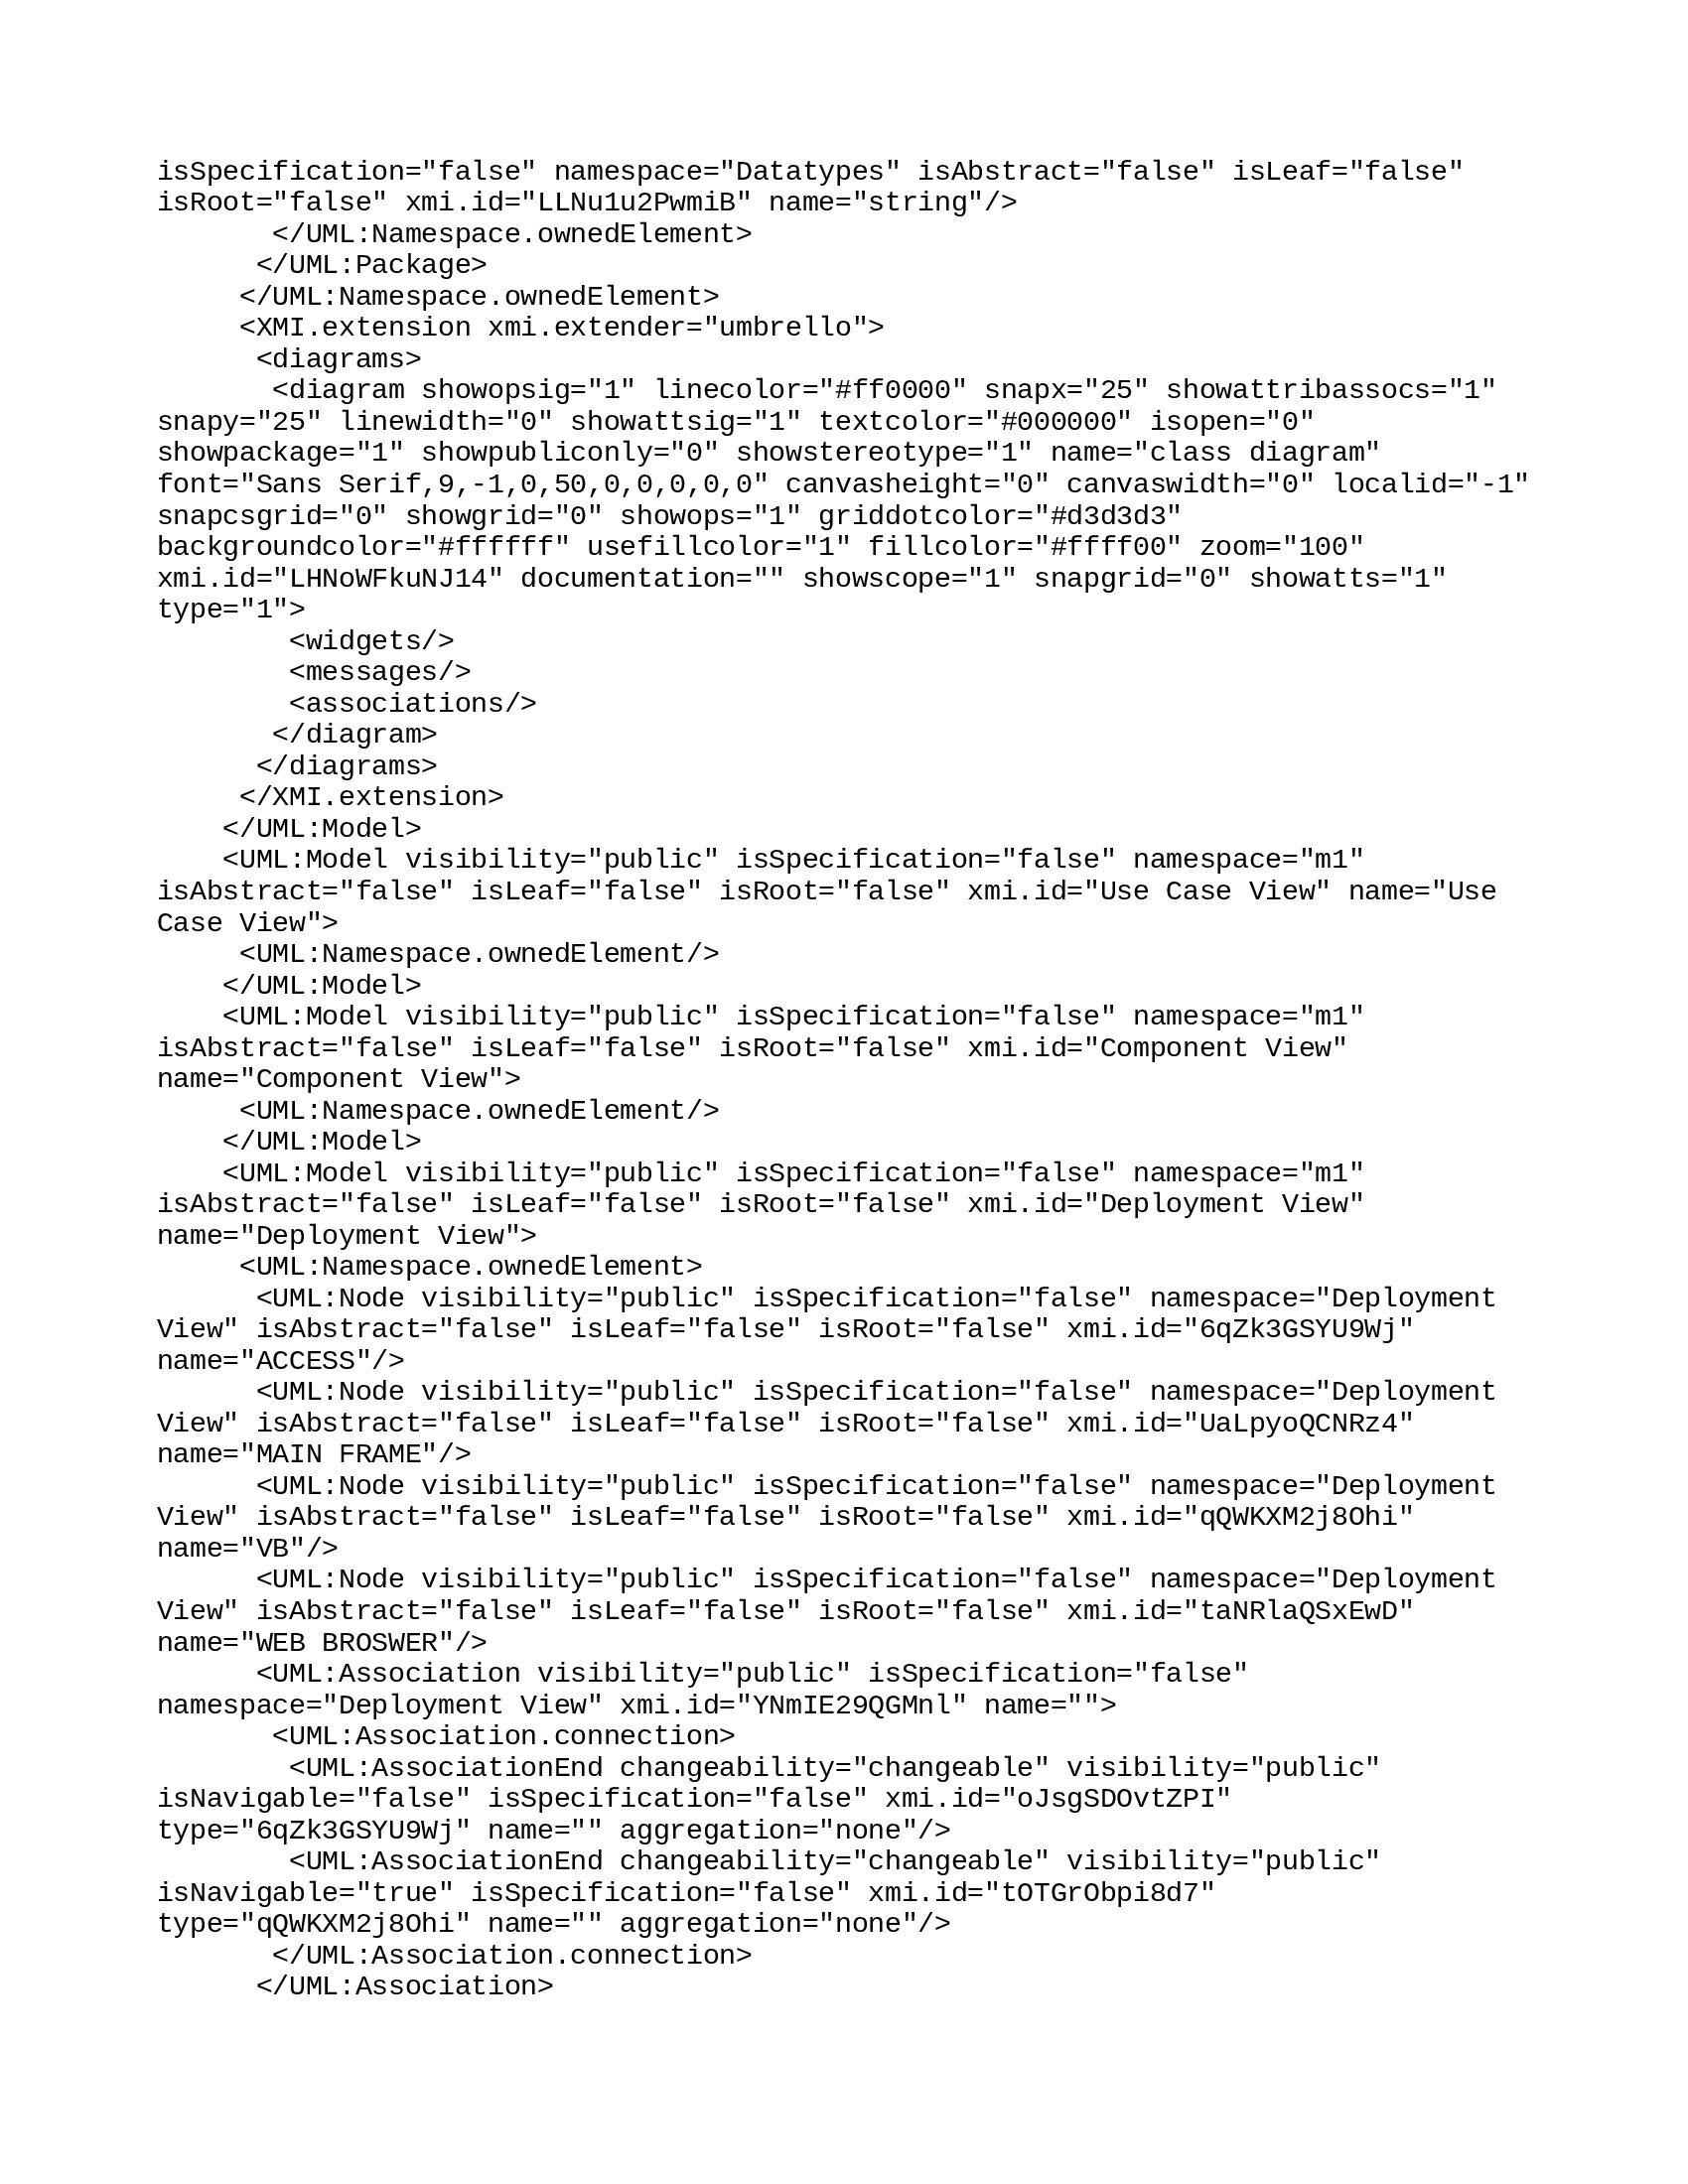 isSpecification="false" namespace="Datatypes" isAbstract="false" isLeaf="false"
isRoot="false" xmi.id="LLNu1u2PwmiB" name="string"/>
       </UML:Namespace.ownedElement>
      </UML:Package>
     </UML:Namespace.ownedElement>
     <XMI.extension xmi.extender="umbrello">
      <diagrams>
       <diagram showopsig="1" linecolor="#ff0000" snapx="25" showattribassocs="1"
snapy="25" linewidth="0" showattsig="1" textcolor="#000000" isopen="0"
showpackage="1" showpubliconly="0" showstereotype="1" name="class diagram"
font="Sans Serif,9,-1,0,50,0,0,0,0,0" canvasheight="0" canvaswidth="0" localid="-1"
snapcsgrid="0" showgrid="0" showops="1" griddotcolor="#d3d3d3"
backgroundcolor="#ffffff" usefillcolor="1" fillcolor="#ffff00" zoom="100"
xmi.id="LHNoWFkuNJ14" documentation="" showscope="1" snapgrid="0" showatts="1"
type="1">
        <widgets/>
        <messages/>
        <associations/>
       </diagram>
      </diagrams>
     </XMI.extension>
    </UML:Model>
    <UML:Model visibility="public" isSpecification="false" namespace="m1"
isAbstract="false" isLeaf="false" isRoot="false" xmi.id="Use Case View" name="Use
Case View">
     <UML:Namespace.ownedElement/>
    </UML:Model>
    <UML:Model visibility="public" isSpecification="false" namespace="m1"
isAbstract="false" isLeaf="false" isRoot="false" xmi.id="Component View"
name="Component View">
     <UML:Namespace.ownedElement/>
    </UML:Model>
    <UML:Model visibility="public" isSpecification="false" namespace="m1"
isAbstract="false" isLeaf="false" isRoot="false" xmi.id="Deployment View"
name="Deployment View">
     <UML:Namespace.ownedElement>
      <UML:Node visibility="public" isSpecification="false" namespace="Deployment
View" isAbstract="false" isLeaf="false" isRoot="false" xmi.id="6qZk3GSYU9Wj"
name="ACCESS"/>
      <UML:Node visibility="public" isSpecification="false" namespace="Deployment
View" isAbstract="false" isLeaf="false" isRoot="false" xmi.id="UaLpyoQCNRz4"
name="MAIN FRAME"/>
      <UML:Node visibility="public" isSpecification="false" namespace="Deployment
View" isAbstract="false" isLeaf="false" isRoot="false" xmi.id="qQWKXM2j8Ohi"
name="VB"/>
      <UML:Node visibility="public" isSpecification="false" namespace="Deployment
View" isAbstract="false" isLeaf="false" isRoot="false" xmi.id="taNRlaQSxEwD"
name="WEB BROSWER"/>
      <UML:Association visibility="public" isSpecification="false"
namespace="Deployment View" xmi.id="YNmIE29QGMnl" name="">
       <UML:Association.connection>
        <UML:AssociationEnd changeability="changeable" visibility="public"
isNavigable="false" isSpecification="false" xmi.id="oJsgSDOvtZPI"
type="6qZk3GSYU9Wj" name="" aggregation="none"/>
        <UML:AssociationEnd changeability="changeable" visibility="public"
isNavigable="true" isSpecification="false" xmi.id="tOTGrObpi8d7"
type="qQWKXM2j8Ohi" name="" aggregation="none"/>
       </UML:Association.connection>
      </UML:Association>